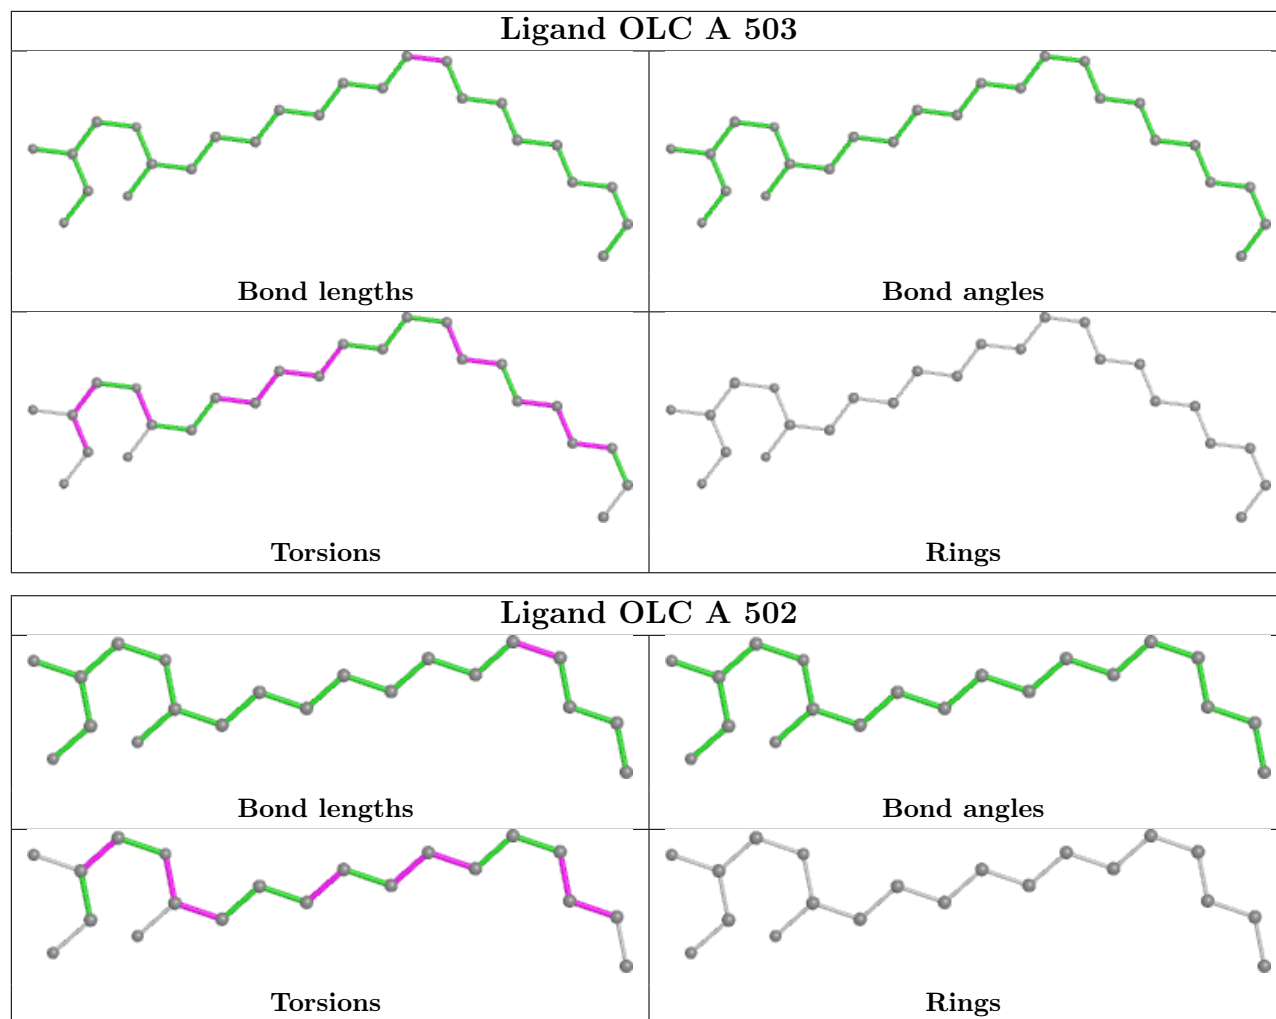 Ligand OLC A 503
Bond lengths
Bond angles
Torsions
Rings
Ligand OLC A 502
Bond lengths
Bond angles
Torsions
Rings